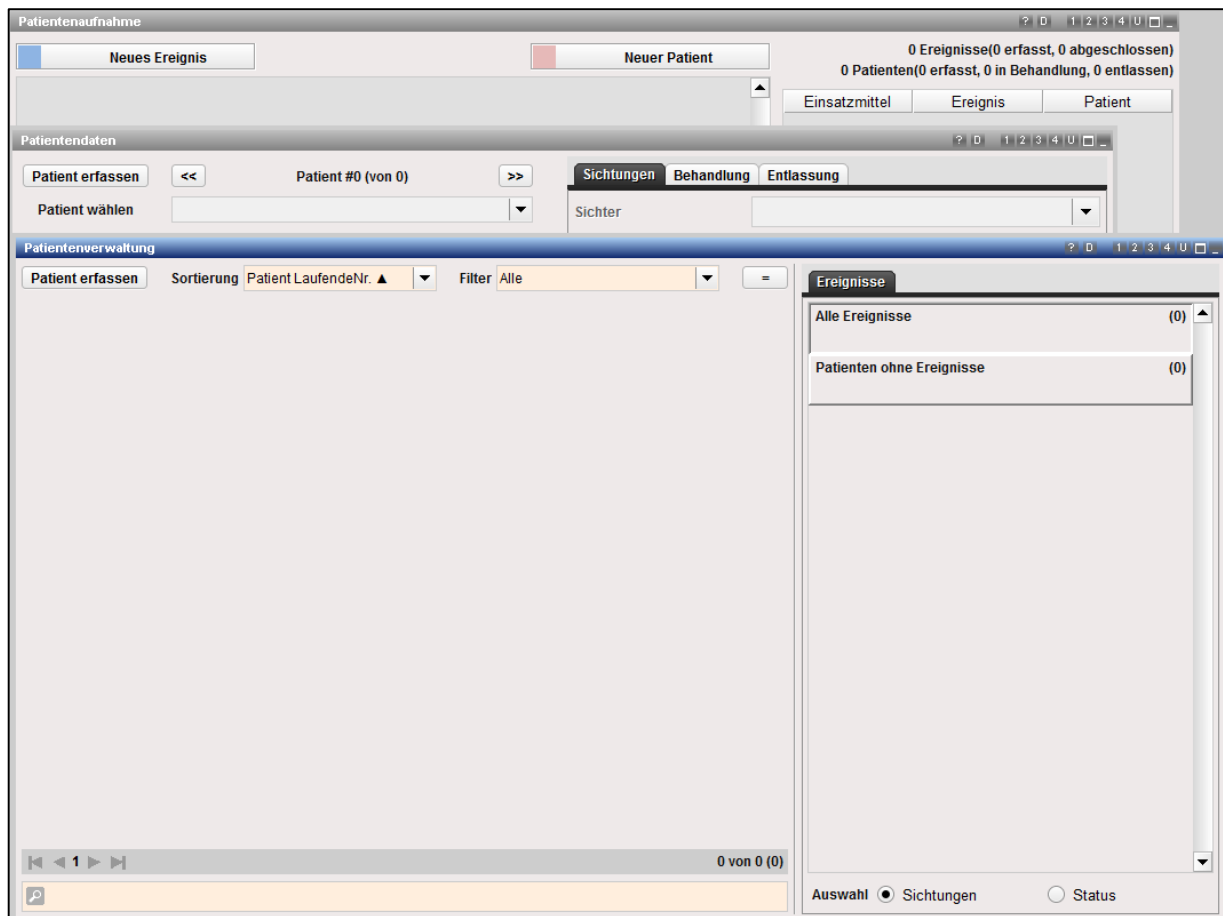 Patientenaufnahme ? D 1 2 3 4 U
Neues Ereignis Neuer Patient 0 Ereignisse(0 erfasst, 0 abgeschlossen)
0 Patienten(0 erfasst, 0 in Behandlung, 0 entlassen)
Einsatzmittel Ereignis Patient
Patientendaten ? D 1 2 3 4 U
Patient erfassen << Patient #0 (von 0) >> Sichtungen Behandlung Entlassung
Patient wählen Sichter
Patientenverwaltung ? D 1 2 3 4 U
Patient erfassen Sortierung Patient LaufendeNr. ▲ Filter Alle = Ereignisse
Alle Ereignisse (0)
Patienten ohne Ereignisse (0)
1 0 von 0 (0)
Auswahl Sichtungen Status